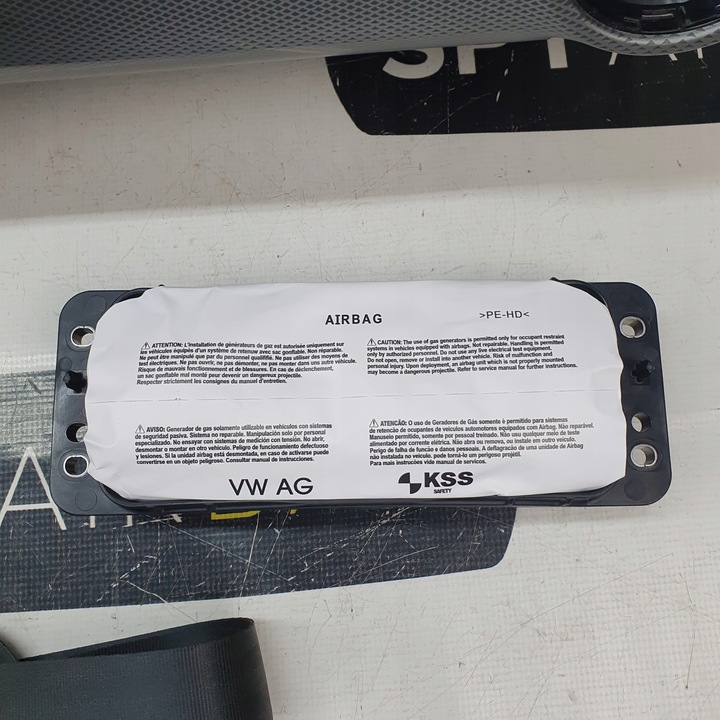 AIRBAG
>PE-HD<
⚠ ATTENTION: L'installation de générateurs de gaz est autorisée uniquement sur
les véhicules équipés d'un système de retenue avec sac gonflable. Non réparable.
Ne peut être manipulé que par du personnel qualifié. Ne pas utiliser des moyens de
test électriques. Ne pas ouvrir, ne pas démonter, ne pas monter dans une autre véhicule.
Risque de mauvais fonctionnement et de blessures. En cas de déclenchement,
un sac gonflable mal monté peur devenir un dangereux projectile.
Respecter strictement les consignes du manuel d'entretien.
⚠ CAUTION: The use of gas generators is permitted only for occupant restraint
systems in vehicles equipped with airbags. Not repairable. Handling is permitted
only by authorized personnel. Do not use any live electrical test equipment.
Do not open, remove or install into another vehicle. Risk of malfunction and
personal injury. Upon deployment, an airbag unit which is not properly mounted
may become a dangerous projectile. Refer to service manual for further instructions.
⚠ AVISO: Generador de gas solamente utilizable en vehículos con sistemas
de seguridad pasiva. Sistema no reparable. Manipulación solo por personal
especializado. No ensayar con sistemas de medición con tensión. No abrir,
desmontar o montar en otro vehículo. Peligro de funcionamiento defectuoso
y lesiones. Si la unidad airbag está desmontada, en caso de activarse puede
convertirse en un objeto peligroso. Consultar manual de instrucciones.
⚠ ATENCÃO: O uso de Geradores de Gás somente é permitido para sistemas
de retenção de ocupantes de veículos automotores equipados com Airbag. Não reparável.
Manuseio permitido, somente por pessoal treinado. Não usu qualquer meio de teste
alimentado por corrente elétrica. Não abra ou remova, ou instale em outro veículo.
Perigo de falha de funcão e danos pessoais. A deflagração de uma unidade de Airbag
não instalada no veículo, pode torná-lo um perigoso projétil.
Para mais instrucões vide manual de servicos.
VW AG
KSS
SAFETY